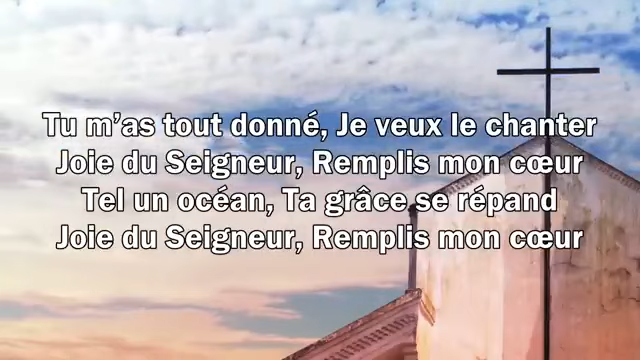 Tu m’as tout donné, Je veux le chanter
Joie du Seigneur, Remplis mon cœur
Tel un océan, Ta grâce se répand
Joie du Seigneur, Remplis mon cœur